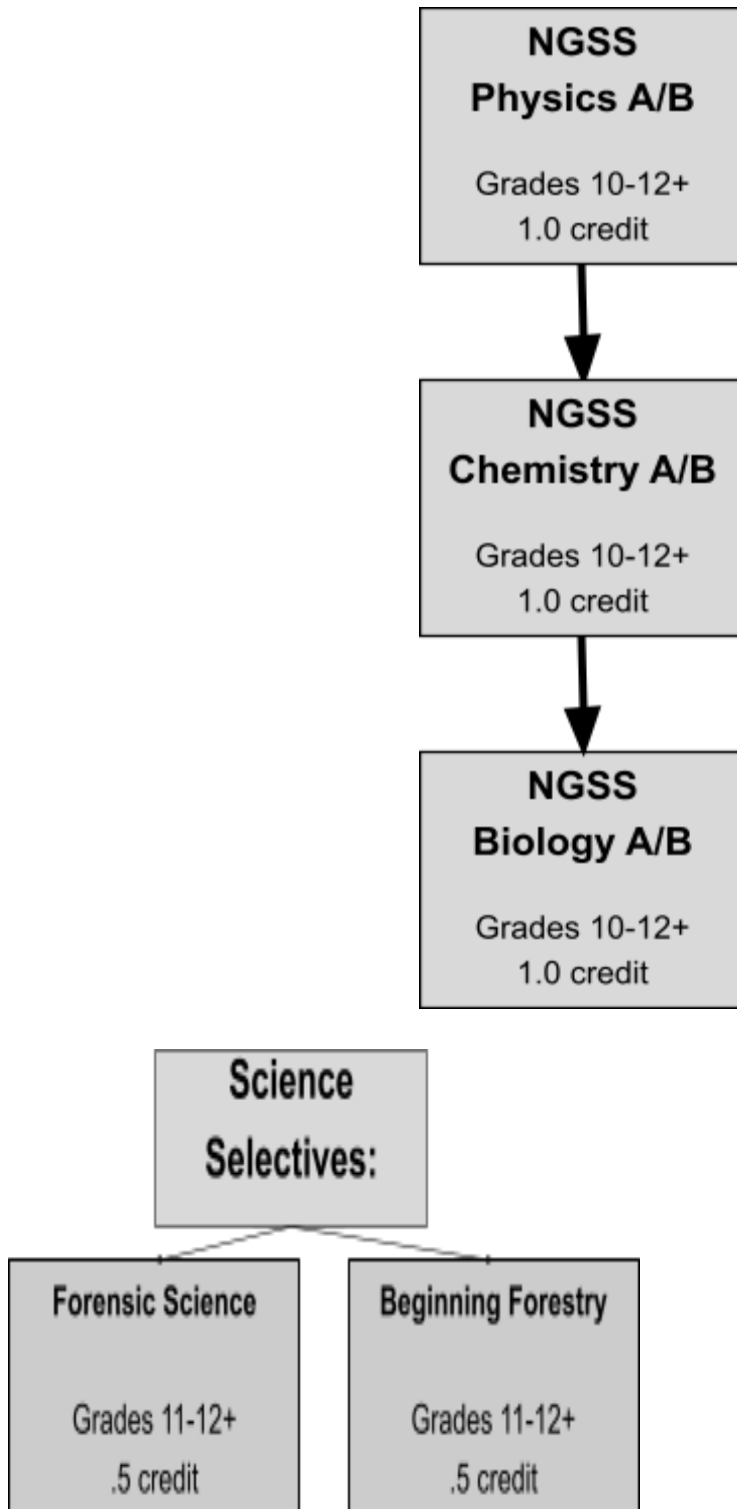 NGSS
Physics A/B
Grades 10-12+
1.0 credit
NGSS
Chemistry A/B
Grades 10-12+
1.0 credit
NGSS
Biology A/B
Grades 10-12+
1.0 credit
Science
Selectives:
Forensic Science
Grades 11-12+
.5 credit
Beginning Forestry
Grades 11-12+
.5 credit